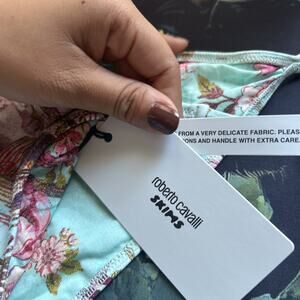 FROM A VERY DELICATE FABRIC. PLEAS
ONS AND HANDLE WITH EXTRA CARE.
roberto cavalli
SKIMS